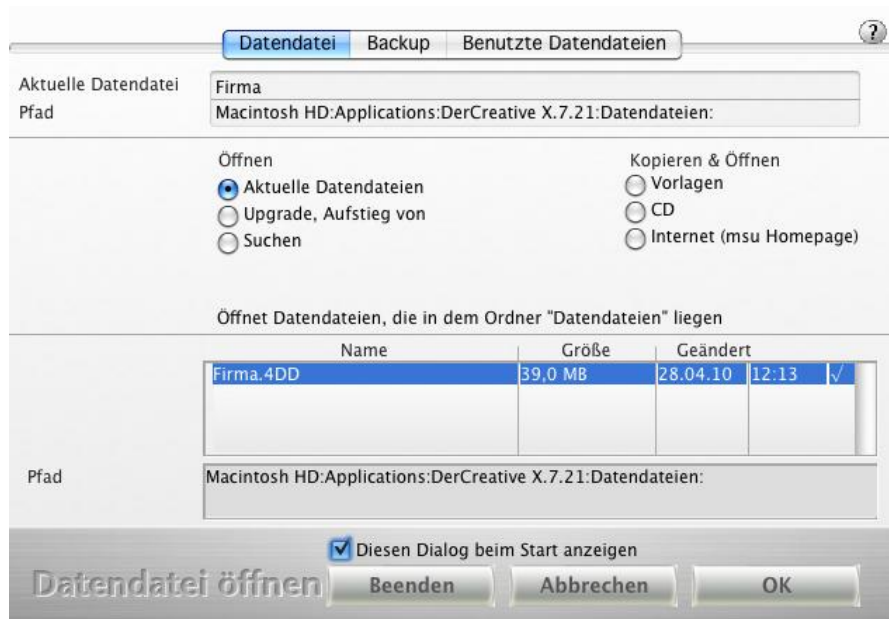 Datendatei Backup Benutzte Datendateien ?
Aktuelle Datendatei Firma
Pfad Macintosh HD:Applications:DerCreative X.7.21:Datendateien:
Öffnen Kopieren & Öffnen
Aktuelle Datendateien Vorlagen
Upgrade, Aufstieg von CD
Suchen Internet (msu Homepage)
Öffnet Datendateien, die in dem Ordner "Datendateien" liegen
Name Größe Geändert
Firma.4DD 39,0 MB 28.04.10 12:13 √
Pfad Macintosh HD:Applications:DerCreative X.7.21:Datendateien:
Diesen Dialog beim Start anzeigen
Datendatei öffnen Beenden Abbrechen OK